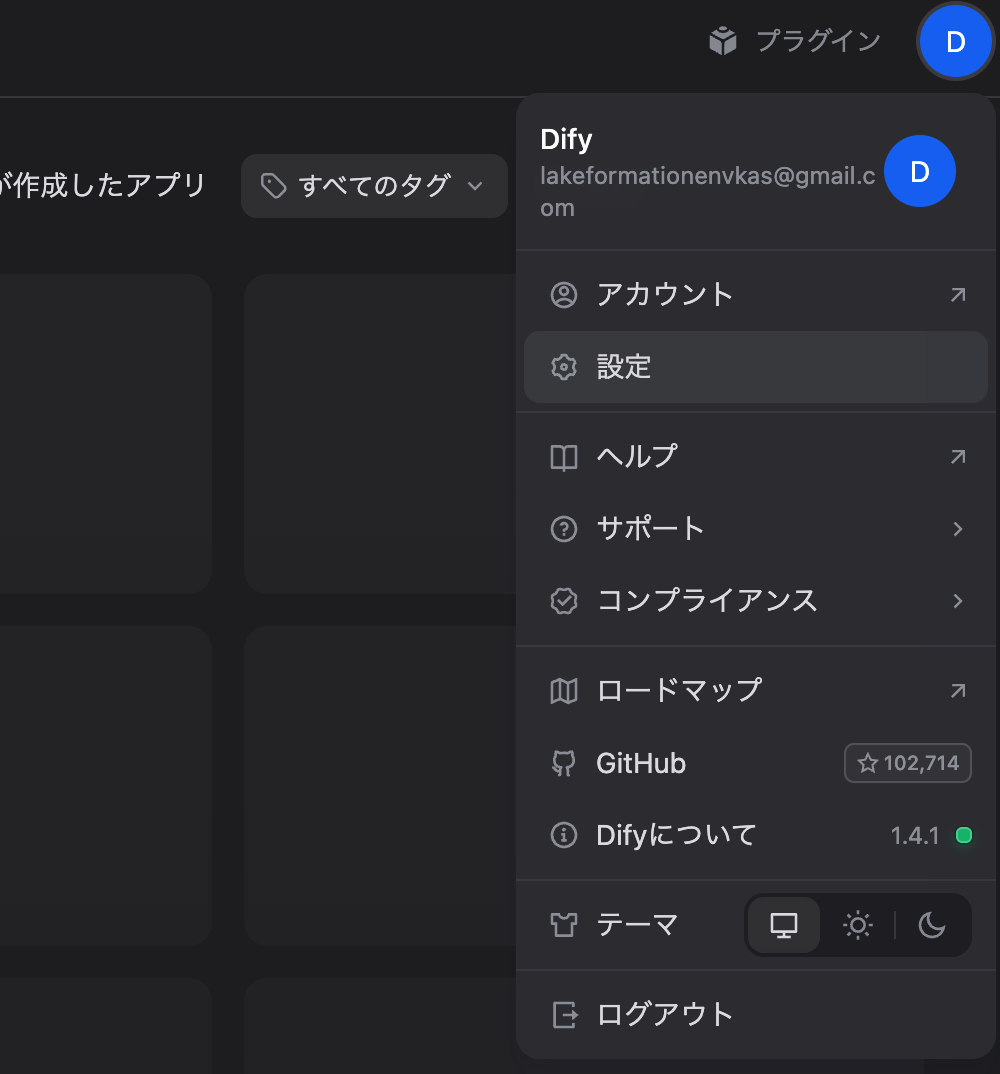 プラグイン
D
が作成したアプリ
すべてのタグ
Dify
lakeformationenvkas@gmail.c
om
D
アカウント
設定
ヘルプ
サポート
コンプライアンス
ロードマップ
GitHub
102,714
Difyについて
1.4.1
テーマ
ログアウト